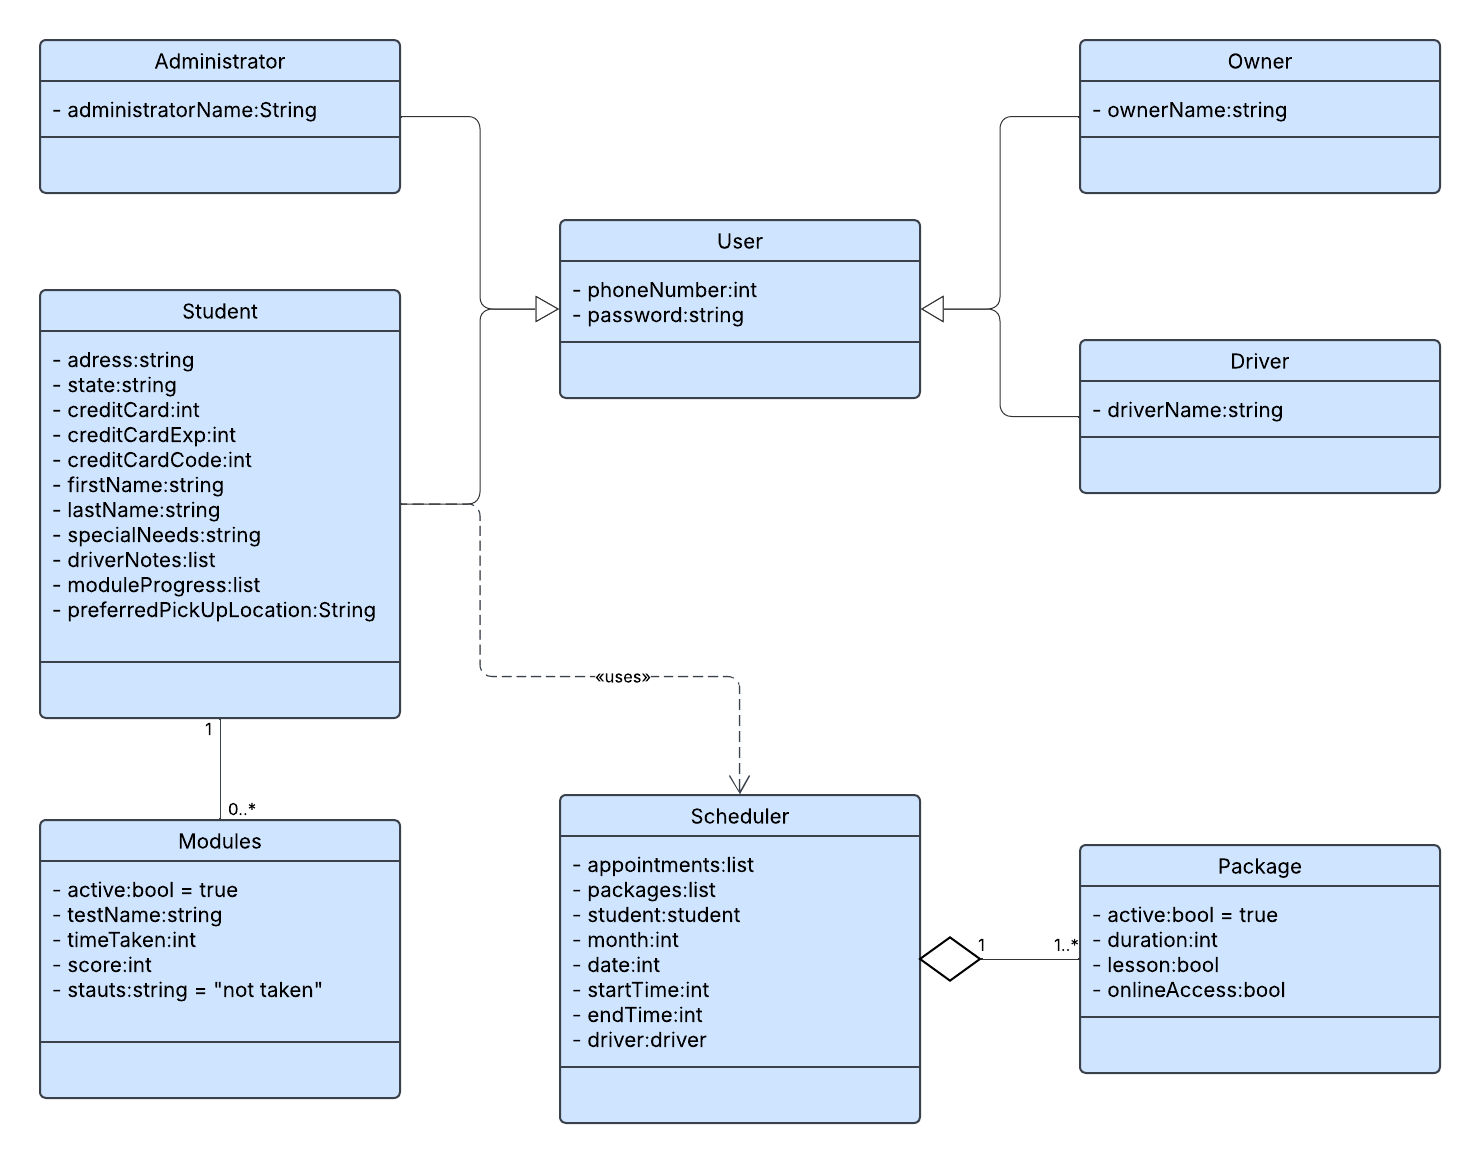 Administrator
- administratorName:String
Owner
- ownerName:string
User
- phoneNumber:int
- password:string
Student
- adress:string
- state:string
- creditCard:int
- creditCardExp:int
- creditCardCode:int
- firstName:string
- lastName:string
- specialNeeds:string
- driverNotes:list
- moduleProgress:list
- preferredPickUpLocation:String
Driver
- driverName:string
«uses»
1
0..*
Modules
- active:bool = true
- testName:string
- timeTaken:int
- score:int
- stauts:string = "not taken"
Scheduler
- appointments:list
- packages:list
- student:student
- month:int
- date:int
- startTime:int
- endTime:int
- driver:driver
1
1..*
Package
- active:bool = true
- duration:int
- lesson:bool
- onlineAccess:bool